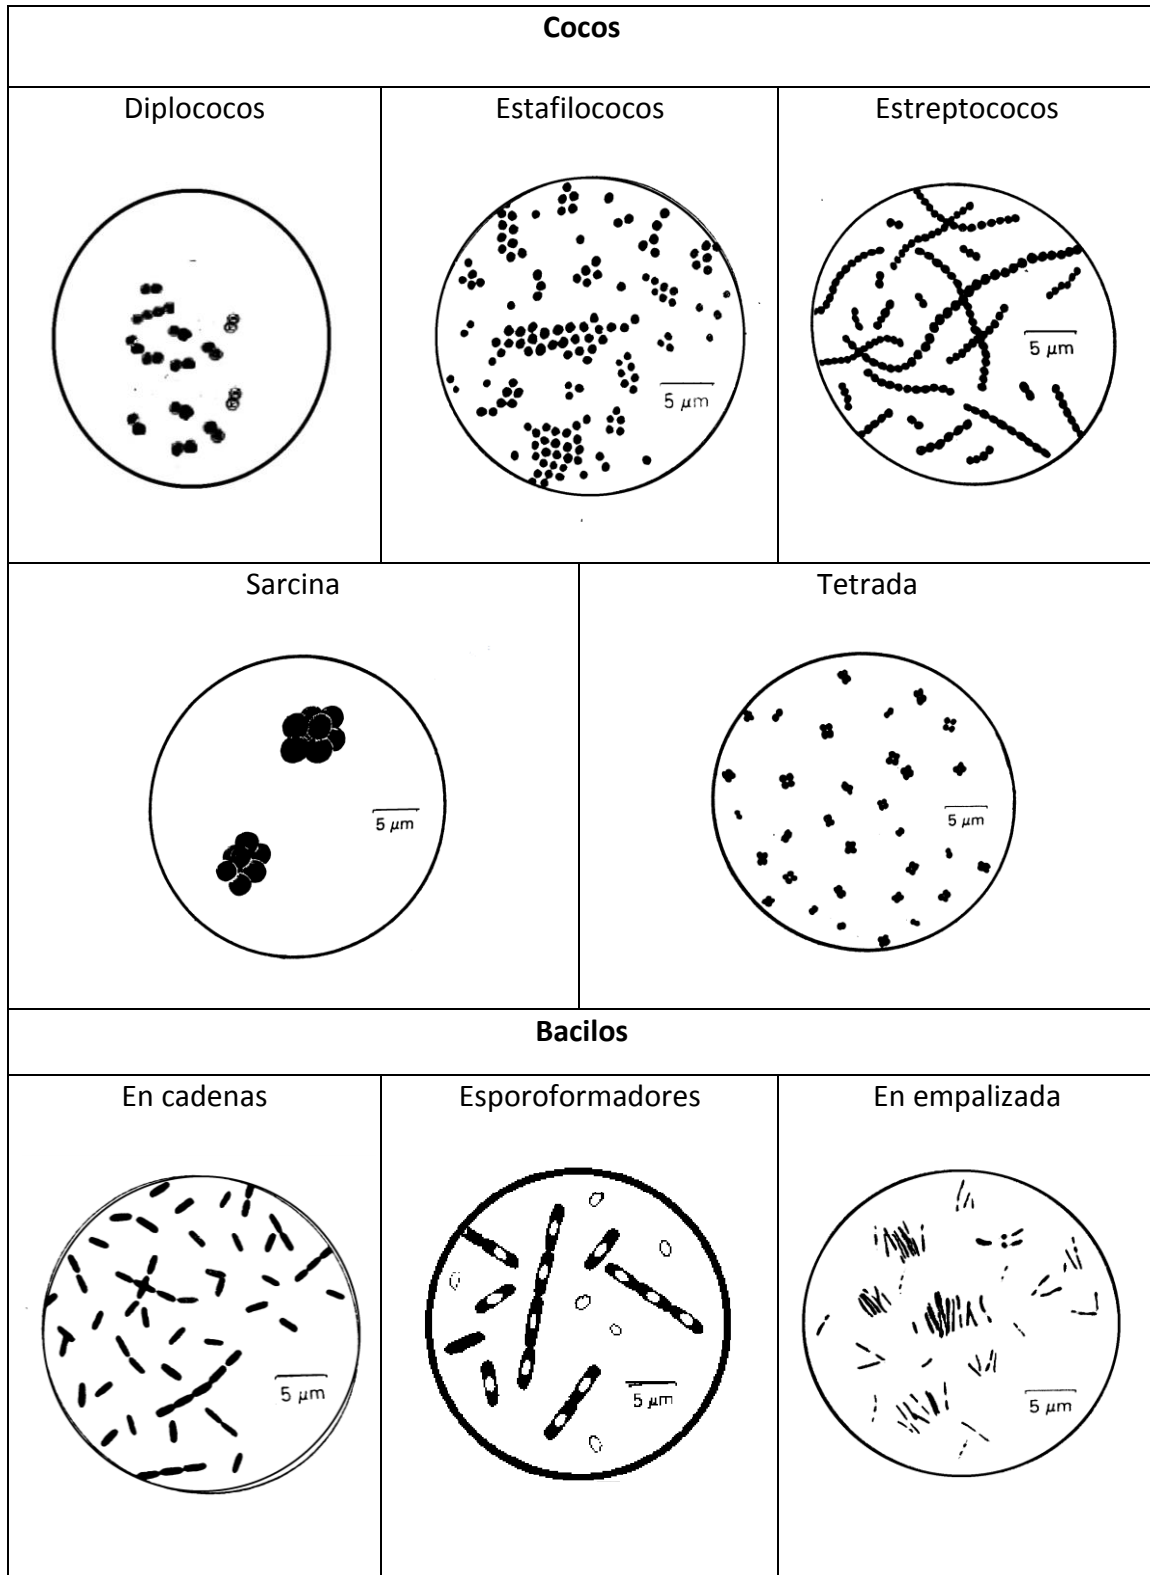 Cocos
Diplococos
Estafilococos
Estreptococos
5 μm
5 μm
Sarcina
Tetrada
5 μm
5 μm
Bacilos
En cadenas
Esporoformadores
En empalizada
5 μm
5 μm
5 μm